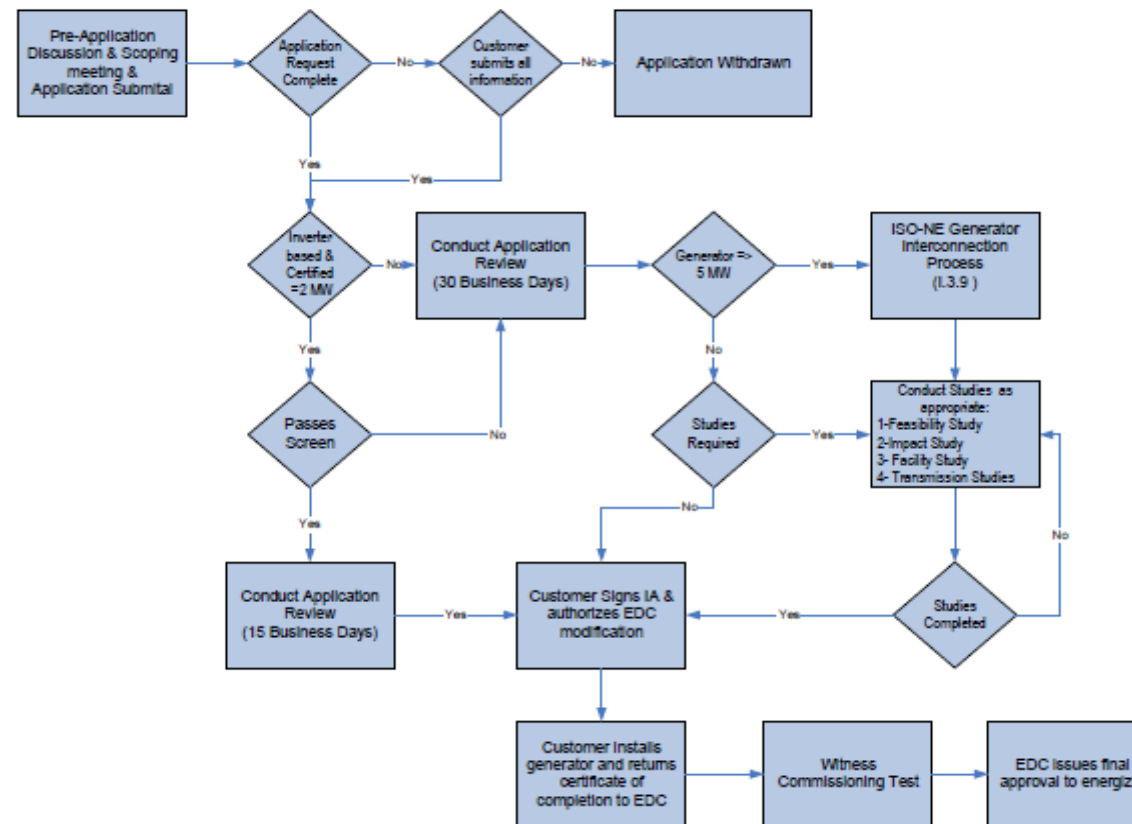 Pre-Application
Discussion & Scoping
meeting &
Application Submital
Application
Request
Complete
No
Customer
submits all
information
No
Application Withdrawn
Yes
Yes
Inverter
based &
Certified
=2 MW
No
Conduct Application
Review
(30 Business Days)
Generator =>
5 MW
Yes
ISO-NE Generator
Interconnection
Process
(I.3.9 )
Yes
No
No
Passes
Screen
Studies
Required
Yes
Conduct Studies as
appropriate:
1-Feasibility Study
2-Impact Study
3- Facility Study
4- Transmission Studies
Yes
No
No
Conduct Application
Review
(15 Business Days)
Yes
Customer Signs IA &
authorizes EDC
modification
Yes
Studies
Completed
Customer Installs
generator and returns
certificate of
completion to EDC
Witness
Commissioning Test
EDC issues final
approval to energiz